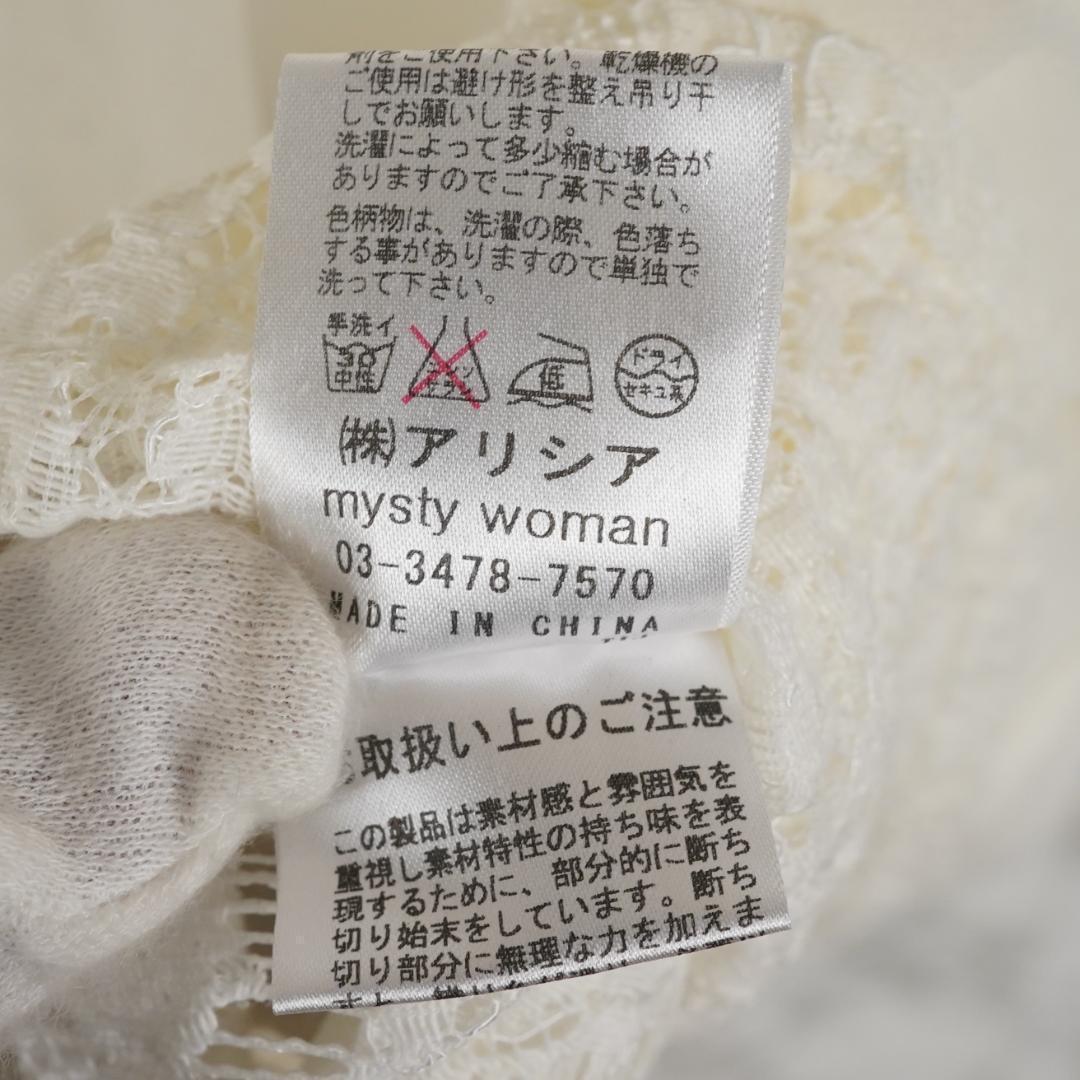 剤をご使用下さい。乾燥機の
ご使用は避け形を整え吊り干
しでお願いします。
洗濯によって多少縮む場合が
ありますのでご了承下さい。
色柄物は、洗濯の際、色落ち
する事がありますので単独で
洗って下さい。
手洗イ
30
中性
低
ドライ
セキユ系
㈱アリシア
mysty woman
03-3478-7570
MADE IN CHINA
取扱い上のご注意
この製品は素材感と雰囲気を
重視し素材特性の持ち味を表
現するために、部分的に断ち
切り始末をしています。断ち
切り部分に無理な力を加えま